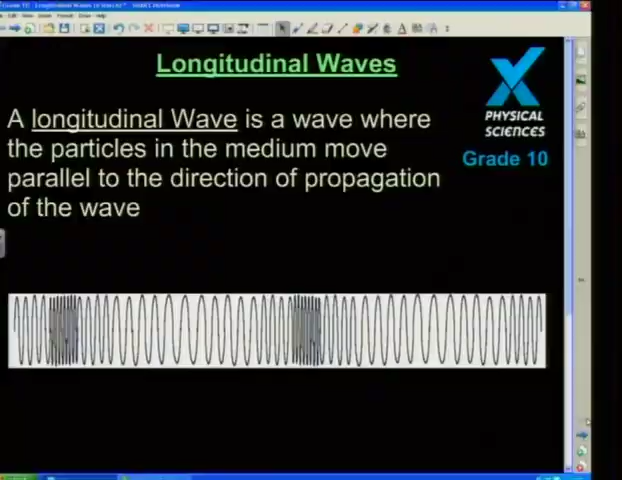 Longitudinal Waves
A longitudinal Wave is a wave where
the particles in the medium move
parallel to the direction of propagation
of the wave
PHYSICAL
SCIENCES
Grade 10